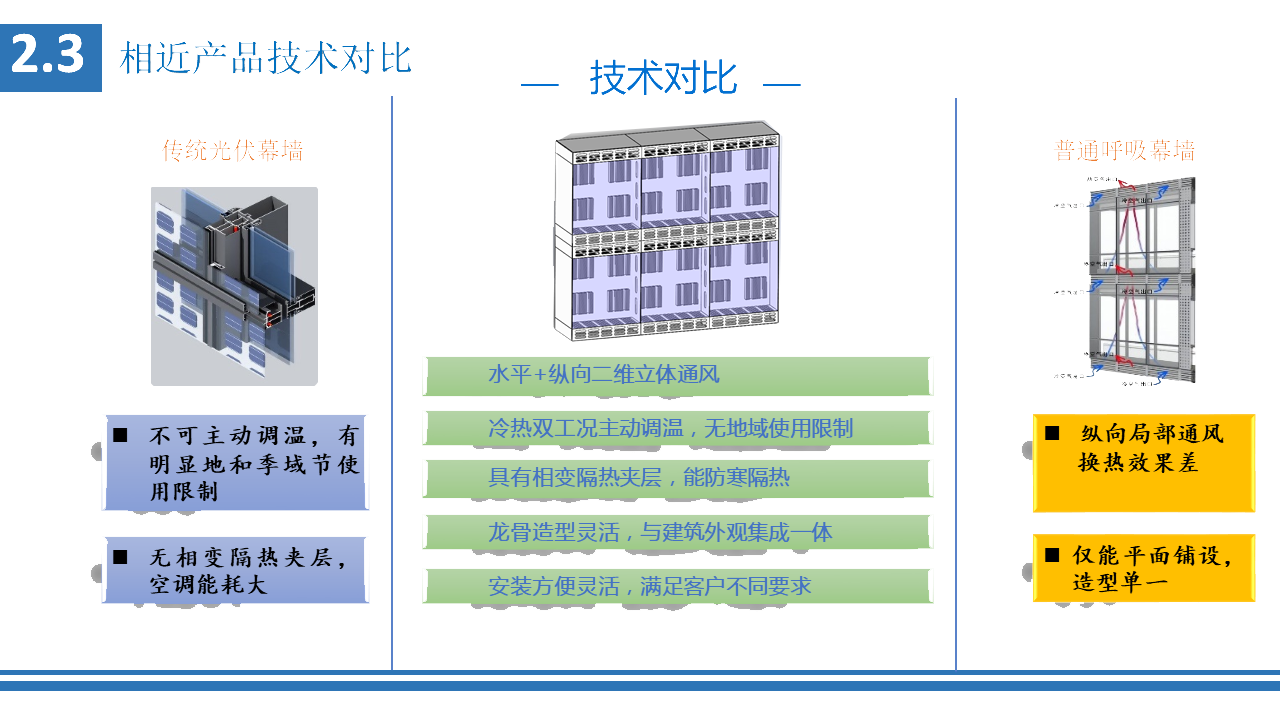 2.3
相近产品技术对比
技术对比
传统光伏幕墙
不可主动调温，有
明显地和季域节使
用限制
无相变隔热夹层，
空调能耗大
水平+纵向二维立体通风
冷热双工况主动调温，无地域使用限制
具有相变隔热夹层，能防寒隔热
龙骨造型灵活，与建筑外观集成一体
安装方便灵活，满足客户不同要求
普通呼吸幕墙
纵向局部通风
换热效果差
仅能平面铺设，
造型单一